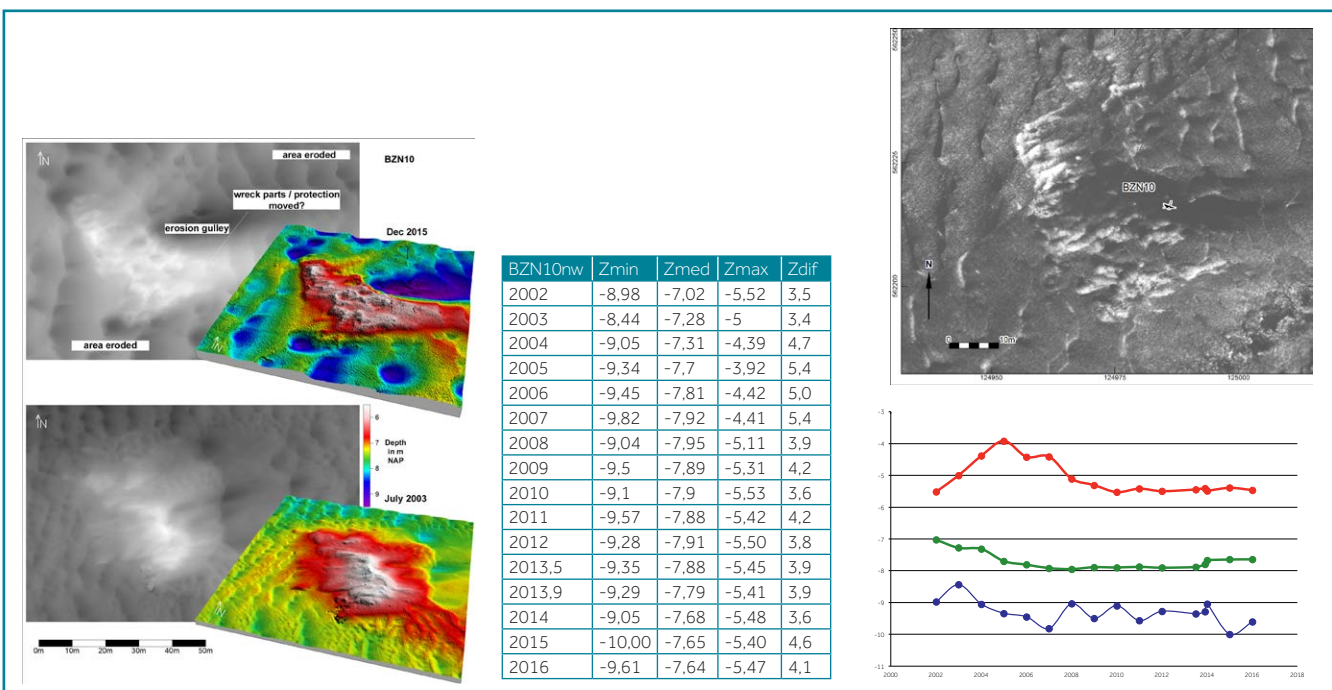 N
area eroded
BZN10
wreck parts / protection
moved?
erosion gulley
Dec 2015
area eroded
N
N
6
7
8
9
Depth
in m
NAP
July 2003
N
0m 10m 20m 30m 40m 50m
BZN10nw Zmin Zmed Zmax Zdif
2002 -8,98 -7,02 -5,52 3,5
2003 -8,44 -7,28 -5 3,4
2004 -9,05 -7,31 -4,39 4,7
2005 -9,34 -7,7 -3,92 5,4
2006 -9,45 -7,81 -4,42 5,0
2007 -9,82 -7,92 -4,41 5,4
2008 -9,04 -7,95 -5,11 3,9
2009 -9,5 -7,89 -5,31 4,2
2010 -9,1 -7,9 -5,53 3,6
2011 -9,57 -7,88 -5,42 4,2
2012 -9,28 -7,91 -5,50 3,8
2013,5 -9,35 -7,88 -5,45 3,9
2013,9 -9,29 -7,79 -5,41 3,9
2014 -9,05 -7,68 -5,48 3,6
2015 -10,00 -7,65 -5,40 4,6
2016 -9,61 -7,64 -5,47 4,1
562250
562225
562200
BZN10
N
0 10m
124950 124975 125000
-3
-4
-5
-6
-7
-8
-9
-10
-11
2000 2002 2004 2006 2008 2010 2012 2014 2016 2018